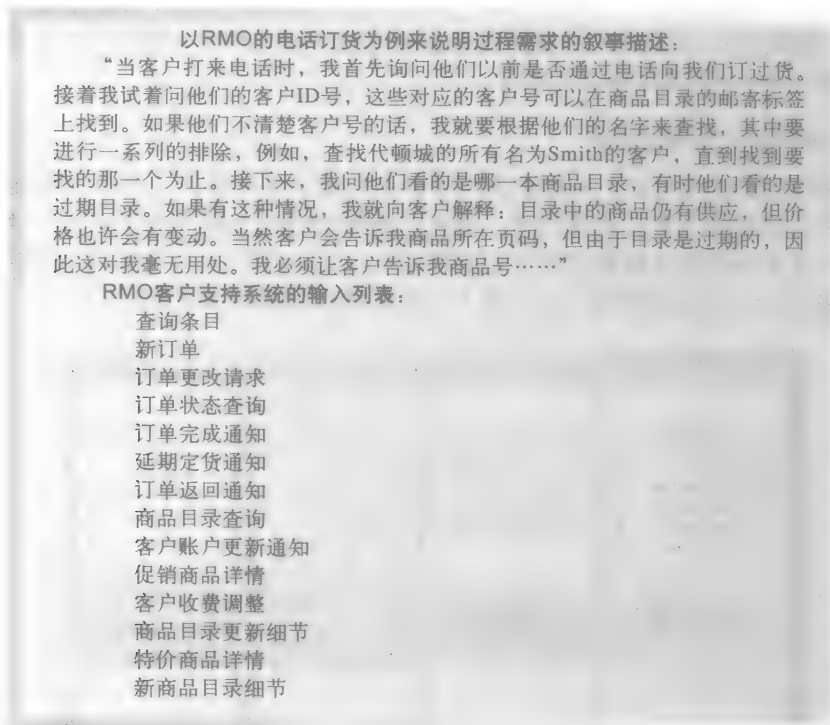 以RMO的电话订货为例来说明过程需求的叙事描述：
“当客户打来电话时，我首先询问他们以前是否通过电话向我们订过货。
接着我试着问他们的客户ID号，这些对应的客户号可以在商品目录的邮寄标签
上找到。如果他们不清楚客户号的话，我就要根据他们的名字来查找，其中要
进行一系列的排除，例如，查找代顿城的所有名为Smith的客户，直到找到要
找的那一个为止。接下来，我问他们看的是哪一本商品目录，有时他们看的是
过期目录。如果有这种情况，我就向客户解释：目录中的商品仍有供应，但价
格也许会有变动。当然客户会告诉我商品所在页码，但由于目录是过期的，因
此这对我毫无用处。我必须让客户告诉我商品号……”
RMO客户支持系统的输入列表：
查询条目
新订单
订单更改请求
订单状态查询
订单完成通知
延期定货通知
订单返回通知
商品目录查询
客户账户更新通知
促销商品详情
客户收费调整
商品目录更新细节
特价商品详情
新商品目录细节